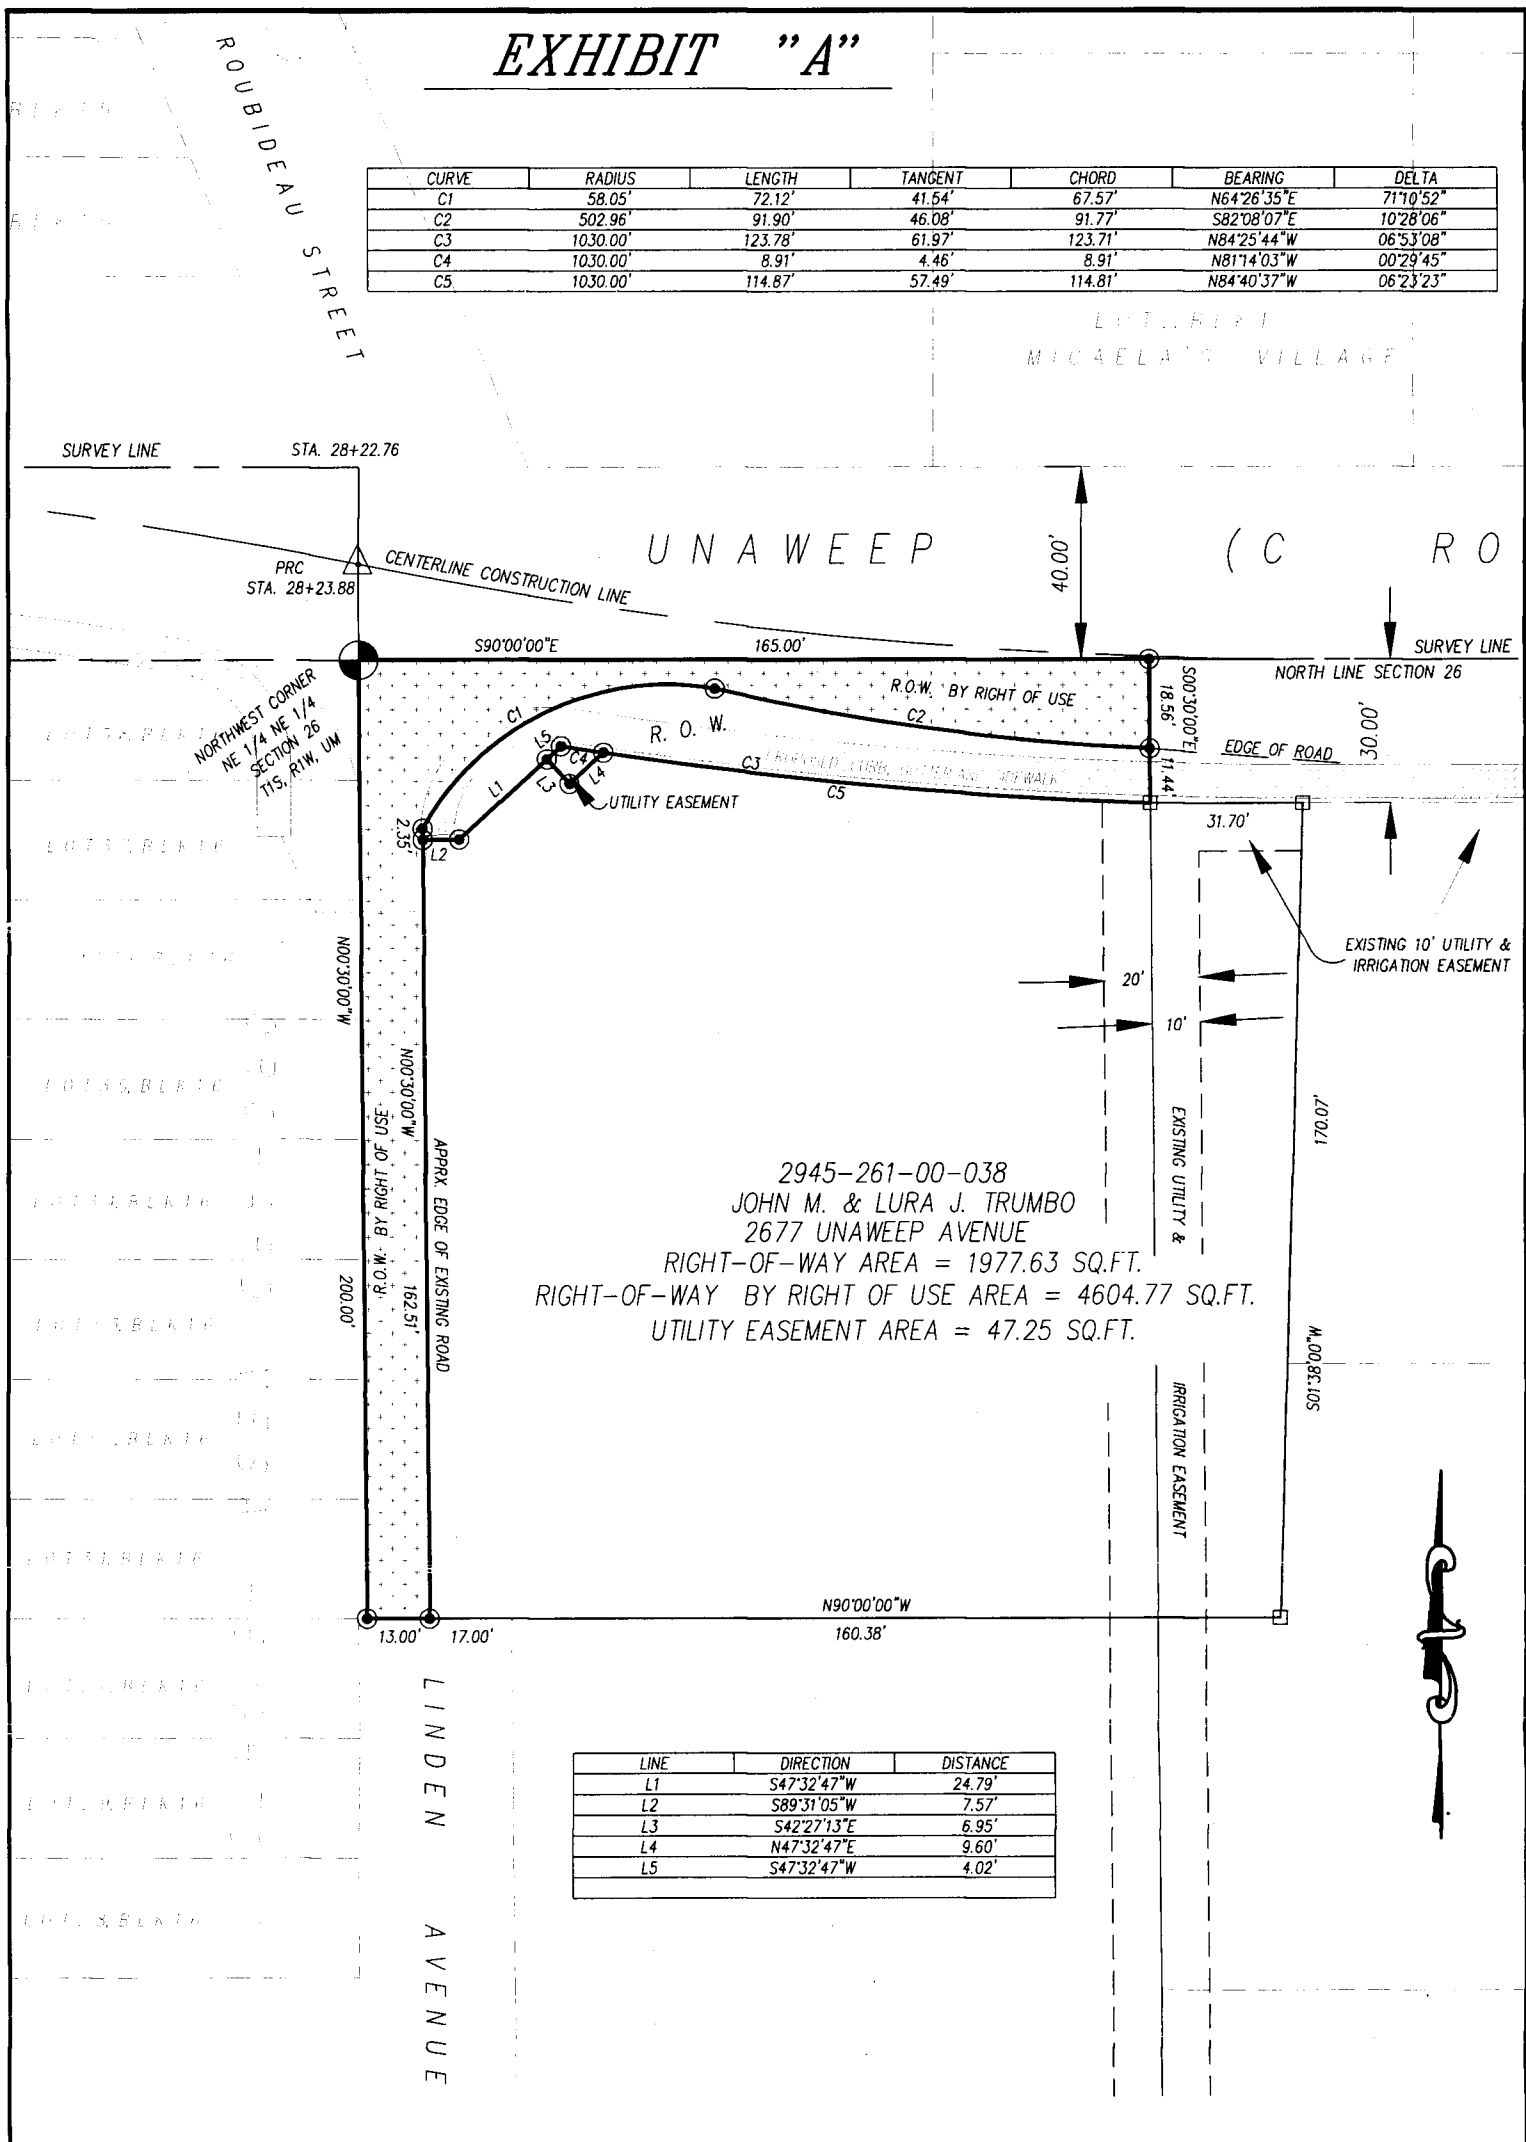 EXHIBIT "A"
ROUBIDEAU STREET
CURVE RADIUS LENGTH TANGENT CHORD BEARING DELTA
C1 58.05' 72.12' 41.54' 67.57' N64°26'35"E 71°10'52"
C2 502.96' 91.90' 46.08' 91.77' S82°08'07"E 10°28'06"
C3 1030.00' 123.78' 61.97' 123.71' N84°25'44"W 06°53'08"
C4 1030.00' 8.91' 4.46' 8.91' N81°14'03"W 00°29'45"
C5 1030.00' 114.87' 57.49' 114.81' N84°40'37"W 06°23'23"
MICAELA'S VILLAGE
SURVEY LINE
STA. 28+22.76
UNAWEEP (C RO
40.00'
PRC
STA. 28+23.88
CENTERLINE CONSTRUCTION LINE
S90°00'00"E 165.00'
SURVEY LINE
NORTH LINE SECTION 26
NORTHWEST CORNER
NE 1/4 NE 1/4
SECTION 26
T1S, R1W, UM
R.O.W. BY RIGHT OF USE
S00°30'00"E
18.56'
C1
C2
R. O. W.
EDGE OF ROAD
30.00'
L5
C4
C3
11.44'
L1
L3
L4
C5
UTILITY EASEMENT
2.35'
L2
31.70'
EXISTING 10' UTILITY &
IRRIGATION EASEMENT
20'
10'
N00°30'00"W
200.00'
R.O.W. BY RIGHT OF USE
N00°30'00"W
162.51'
APPRX. EDGE OF EXISTING ROAD
EXISTING UTILITY &
IRRIGATION EASEMENT
170.07'
S01°38'00"W
2945-261-00-038
JOHN M. & LURA J. TRUMBO
2677 UNAWEEP AVENUE
RIGHT-OF-WAY AREA = 1977.63 SQ.FT.
RIGHT-OF-WAY BY RIGHT OF USE AREA = 4604.77 SQ.FT.
UTILITY EASEMENT AREA = 47.25 SQ.FT.
N90°00'00"W
160.38'
13.00'
17.00'
LINDEN AVENUE
LINE DIRECTION DISTANCE
L1 S47°32'47"W 24.79'
L2 S89°31'05"W 7.57'
L3 S42°27'13"E 6.95'
L4 N47°32'47"E 9.60'
L5 S47°32'47"W 4.02'